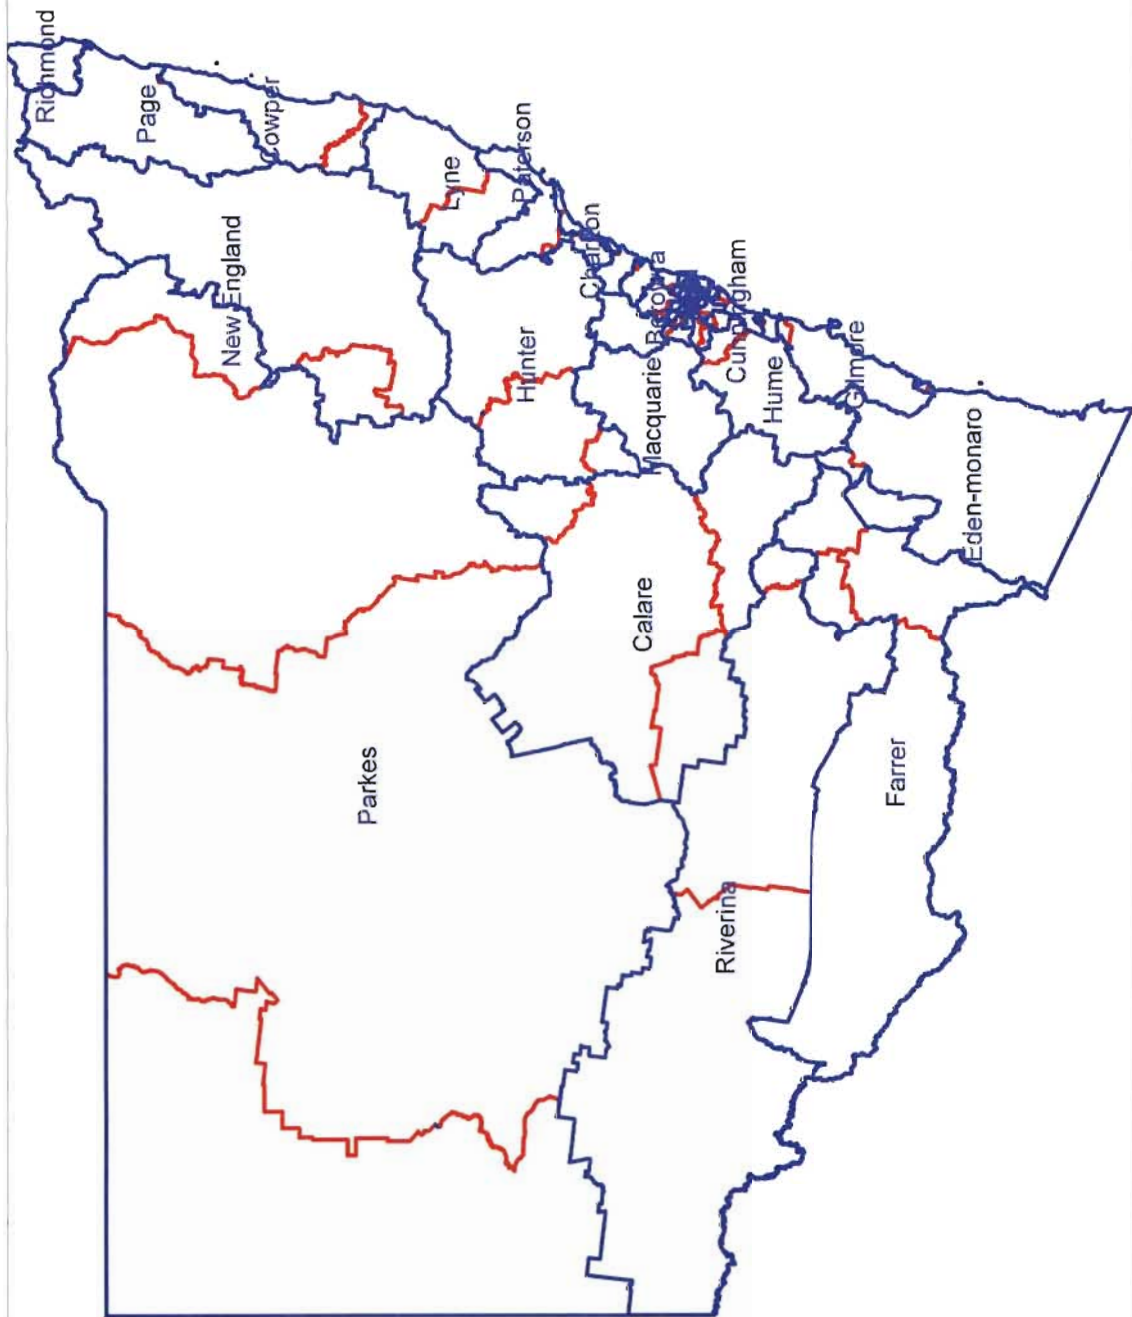 Richmond
Page
Cowper
New England
Lyne
Paterson
Charlton
Hunter
Berowra
Macquarie
Cunningham
Hume
Gilmore
Parkes
Calare
Eden-monaro
Riverina
Farrer